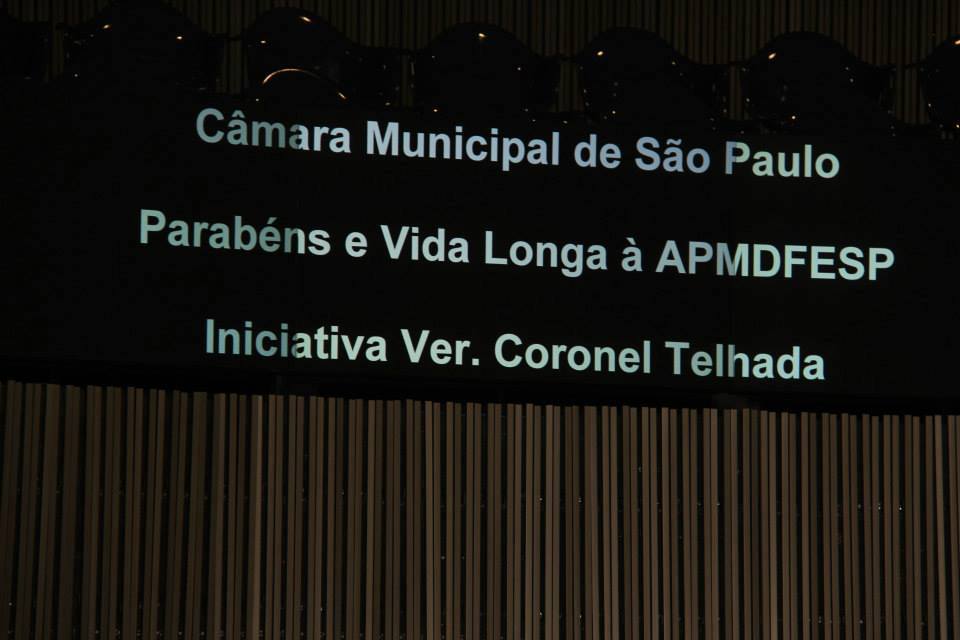 Câmara Municipal de São Paulo
Parabéns e Vida Longa à APMDFESP
Iniciativa Ver. Coronel Telhada